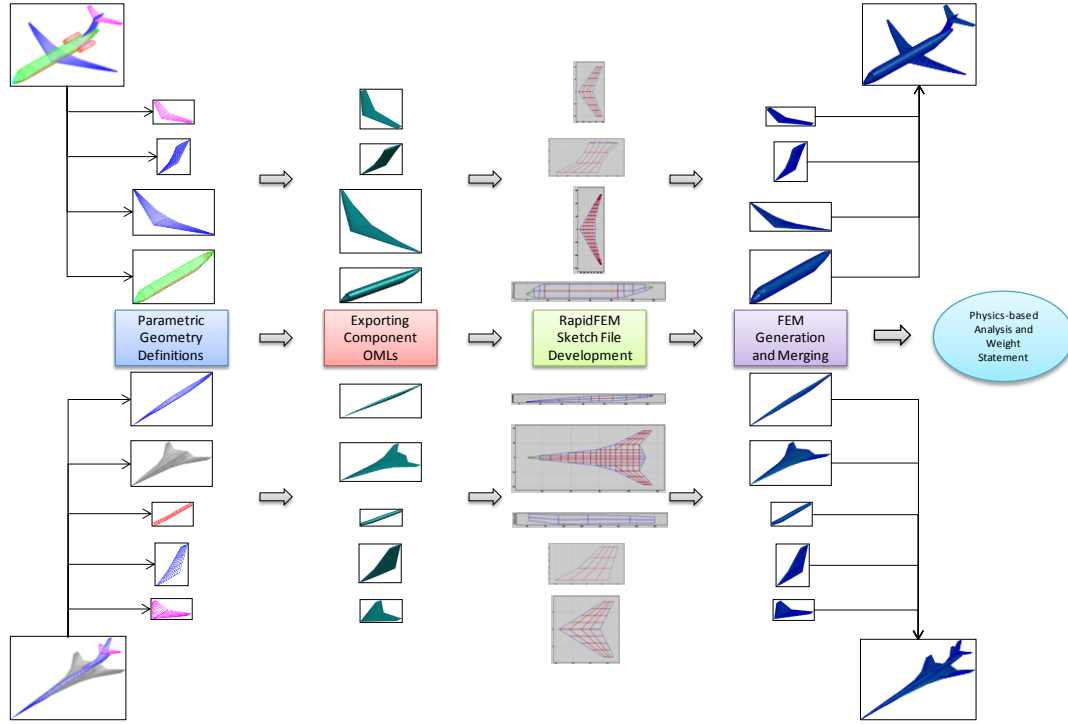 Parametric
Geometry
Definitions
Exporting
Component
OMLs
RapidFEM
Sketch File
Development
FEM
Generation
and Merging
Physics-based
Analysis and
Weight
Statement